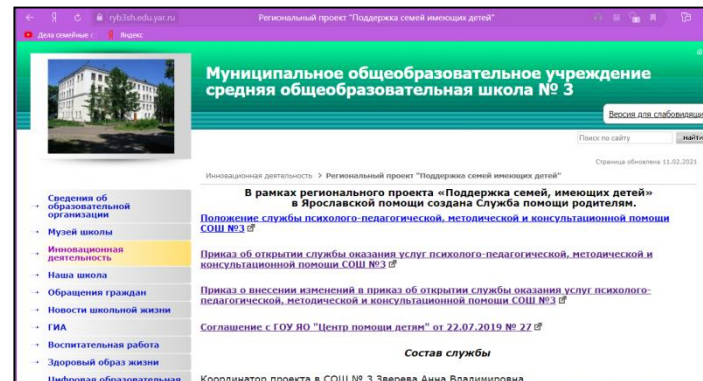 ryb3sh.edu.yar.ru
Региональный проект "Поддержка семей имеющих детей"
Дела семейные
Яндекс
Муниципальное общеобразовательное учреждение
средняя общеобразовательная школа № 3
Версия для слабовидящи
Поиск по сайту
найти
Страница обновлена 11.02.2021
Инновационная деятельность > Региональный проект "Поддержка семей имеющих детей"
Сведения об
образовательной
организации
Музей школы
Инновационная
деятельность
Наша школа
Обращения граждан
Новости школьной жизни
ГИА
Воспитательная работа
Здоровый образ жизни
Цифровая образовательная
В рамках регионального проекта «Поддержка семей, имеющих детей»
в Ярославской помощи создана Служба помощи родителям.
Положение службы психолого-педагогической, методической и консультационной помощи
СОШ №3
Приказ об открытии службы оказания услуг психолого-педагогической, методической и
консультационной помощи СОШ №3
Приказ о внесении изменений в приказ об открытии службы оказания услуг психолого-
педагогической, методической и консультационной помощи СОШ №3
Соглашение с ГОУ ЯО "Центр помощи детям" от 22.07.2019 № 27
Состав службы
Координатор проекта в СОШ № 3 Зверева Анна Владимировна